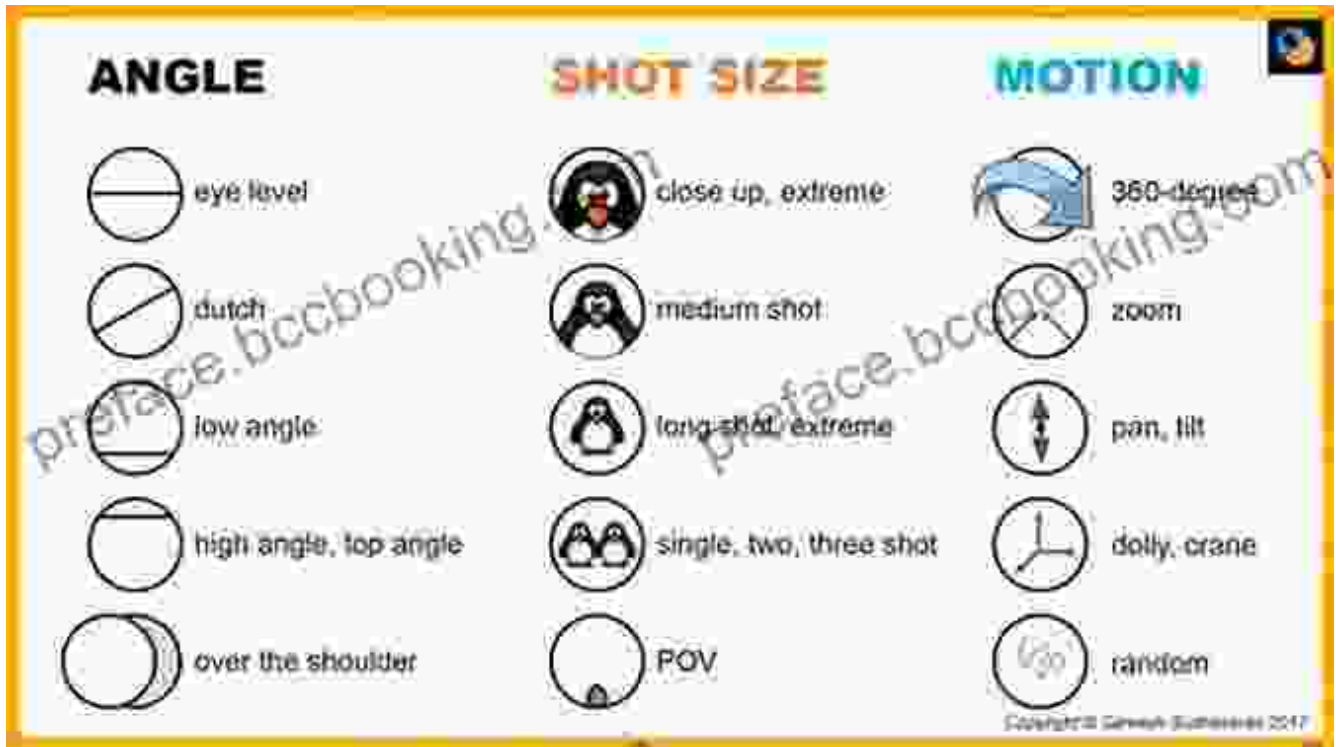 ANGLE
eye level
dutch
low angle
high angle, top angle
over the shoulder
SHOT SIZE
close up, extreme
medium shot
long shot, extreme
single, two, three shot
POV
MOTION
360-degree
zoom
pan, tilt
dolly, crane
random
preface.bccbooking.com
preface.bccbooking.com
Copyright © 2017